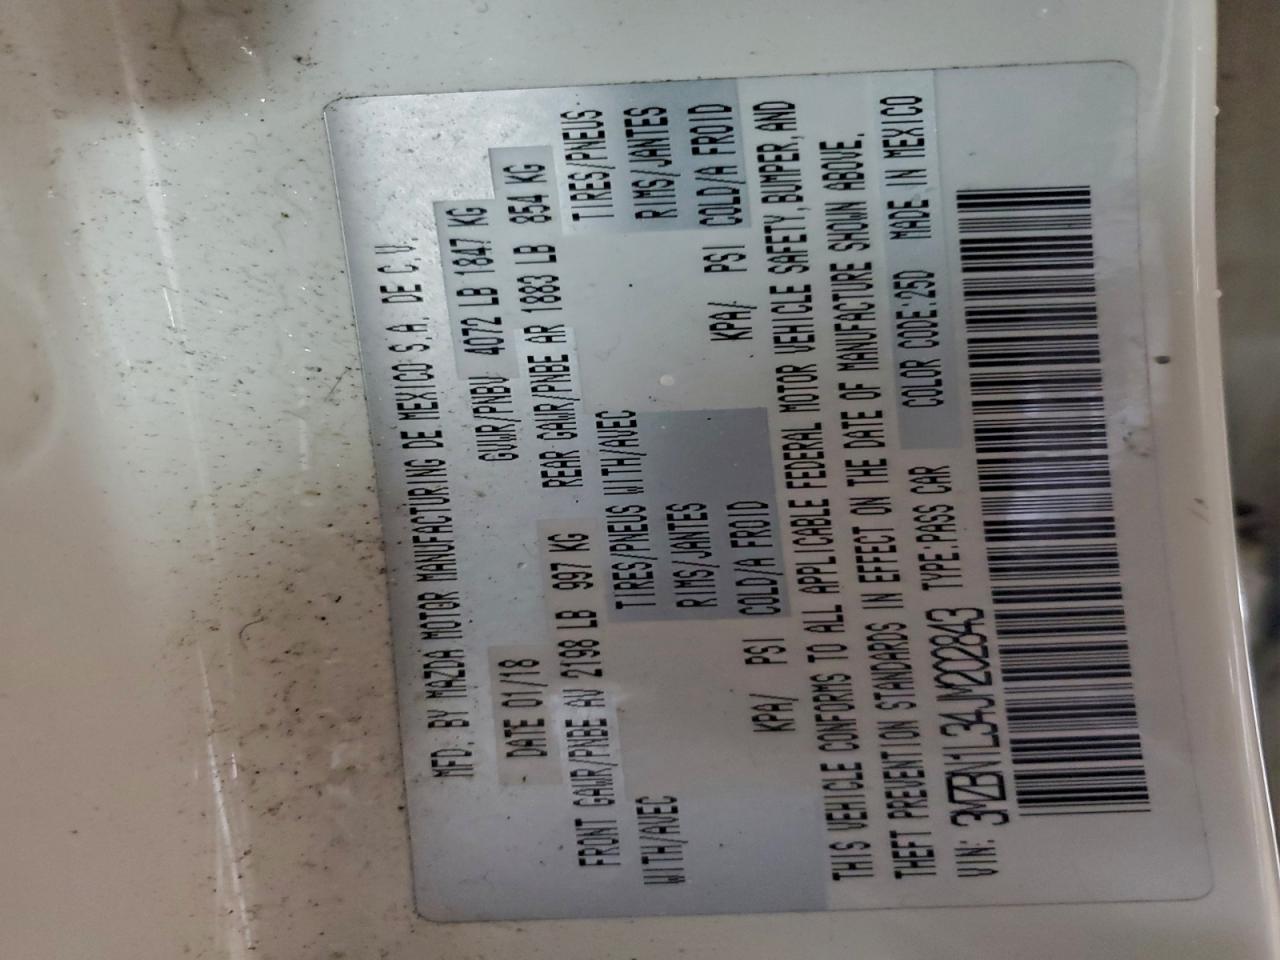 MFD. BY MAZDA MOTOR MANUFACTURING DE MEXICO S.A. DE C.V.
DATE 01/18 GVWR/PNBV 4072 LB 1847 KG
FRONT GAWR/PNBE AV 2198 LB 997 KG REAR GAWR/PNBE AR 1883 LB 854 KG
WITH/AVEC TIRES/PNEUS WITH/AVEC TIRES/PNEUS
RIMS/JANTES RIMS/JANTES
KPA/ PSI COLD/A FROID KPA/ PSI COLD/A FROID
THIS VEHICLE CONFORMS TO ALL APPLICABLE FEDERAL MOTOR VEHICLE SAFETY,BUMPER,AND
THEFT PREVENTION STANDARDS IN EFFECT ON THE DATE OF MANUFACTURE SHOWN ABOVE.
VIN: 3MZBN1L34JM202843 TYPE:PASS CAR COLOR CODE:25D MADE IN MEXICO